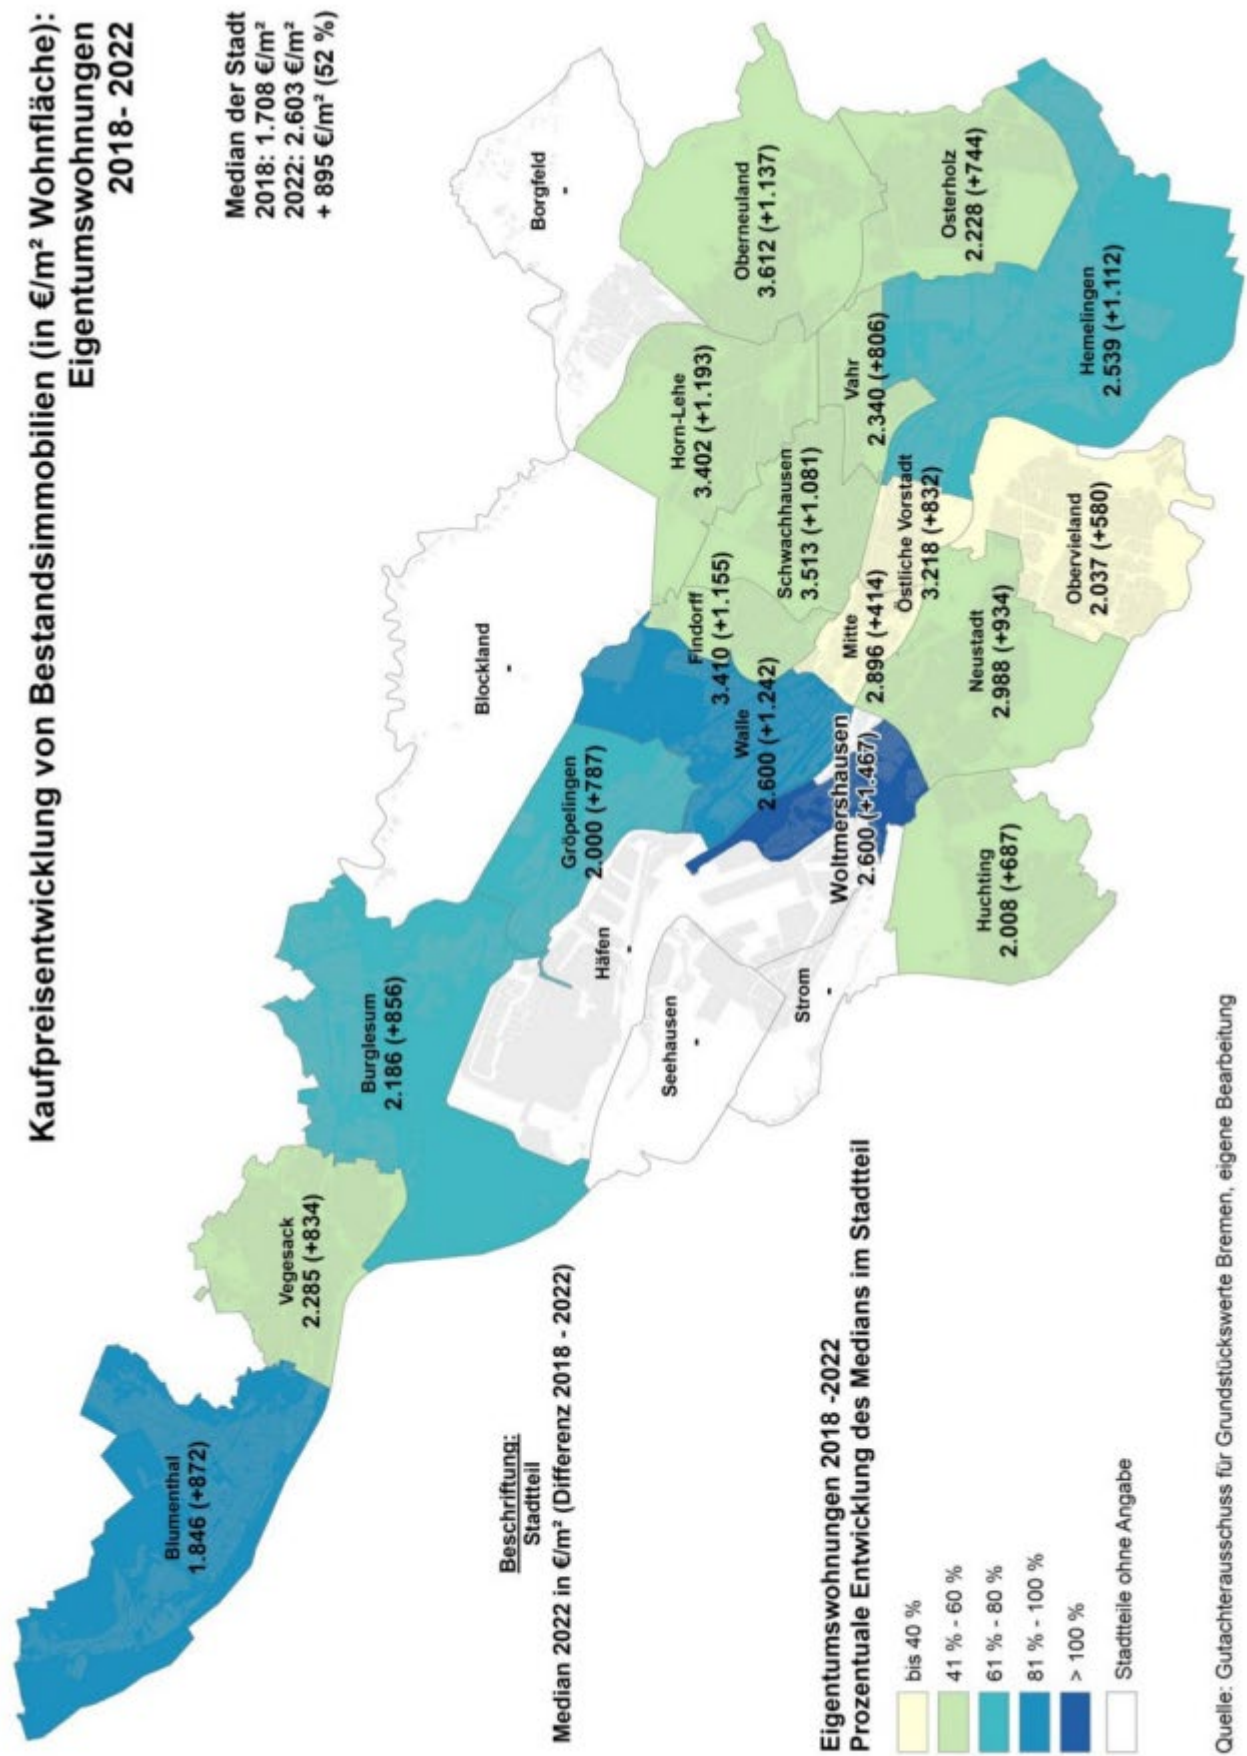 Kaufpreisentwicklung von Bestandsimmobilien (in €/m² Wohnfläche):
Eigentumswohnungen
2018- 2022
Median der Stadt
2018: 1.708 €/m²
2022: 2.603 €/m²
+ 895 €/m² (52 %)
Blumenthal
1.846 (+872)
Vegesack
2.285 (+834)
Burglesum
2.186 (+856)
Blockland
-
Borgfeld
-
Gröpelingen
2.000 (+787)
Häfen
-
Seehausen
-
Strom
-
Walle
2.600 (+1.242)
Findorff
3.410 (+1.155)
Horn-Lehe
3.402 (+1.193)
Oberneuland
3.612 (+1.137)
Schwachhausen
3.513 (+1.081)
Vahr
2.340 (+806)
Osterholz
2.228 (+744)
Mitte
2.896 (+414)
Östliche Vorstadt
3.218 (+832)
Hemelingen
2.539 (+1.112)
Woltmershausen
2.600 (+1.467)
Neustadt
2.988 (+934)
Obervieland
2.037 (+580)
Huchting
2.008 (+687)
Beschriftung:
Stadtteil
Median 2022 in €/m² (Differenz 2018 - 2022)
Eigentumswohnungen 2018 -2022
Prozentuale Entwicklung des Medians im Stadtteil
bis 40 %
41 % - 60 %
61 % - 80 %
81 % - 100 %
> 100 %
Stadtteile ohne Angabe
Quelle: Gutachterausschuss für Grundstückswerte Bremen, eigene Bearbeitung